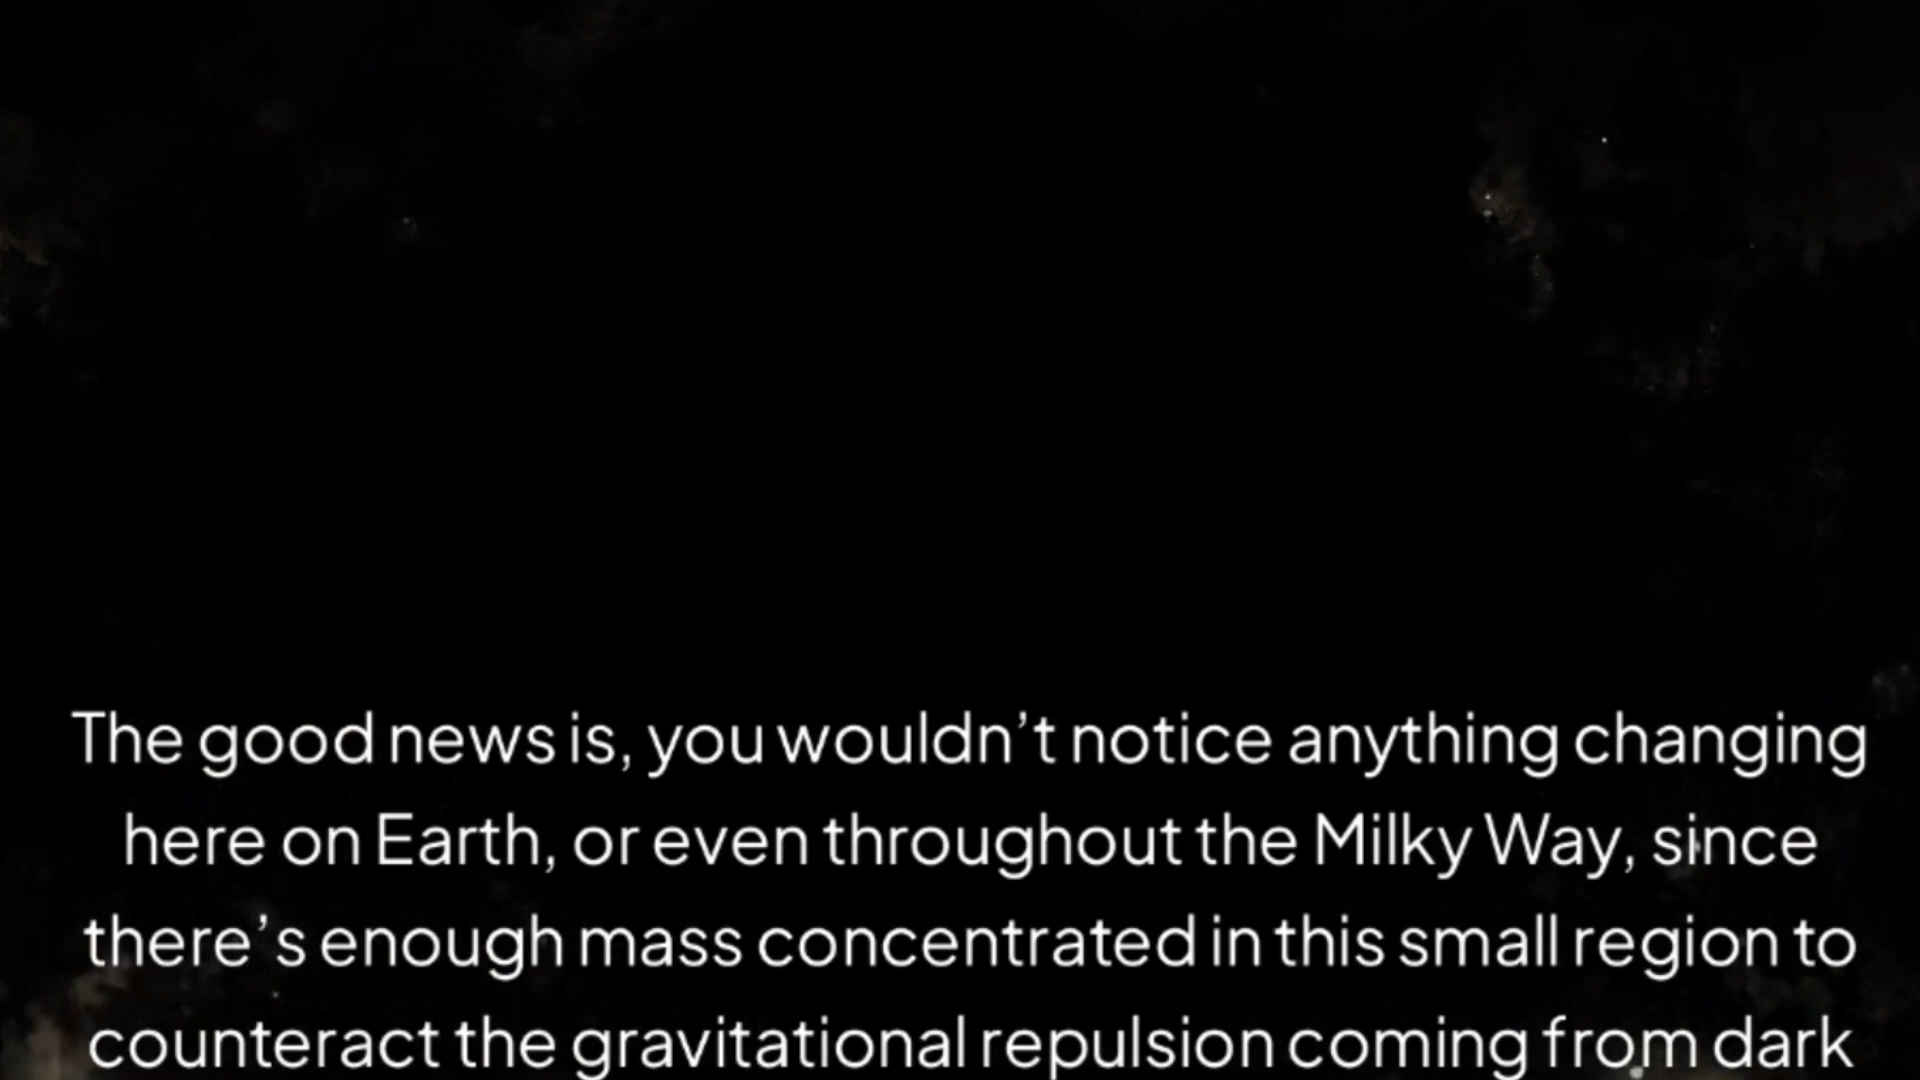 The good news is, you wouldn’t notice anything changing
here on Earth, or even throughout the Milky Way, since
there’s enough mass concentrated in this small region to
counteract the gravitational repulsion coming from dark